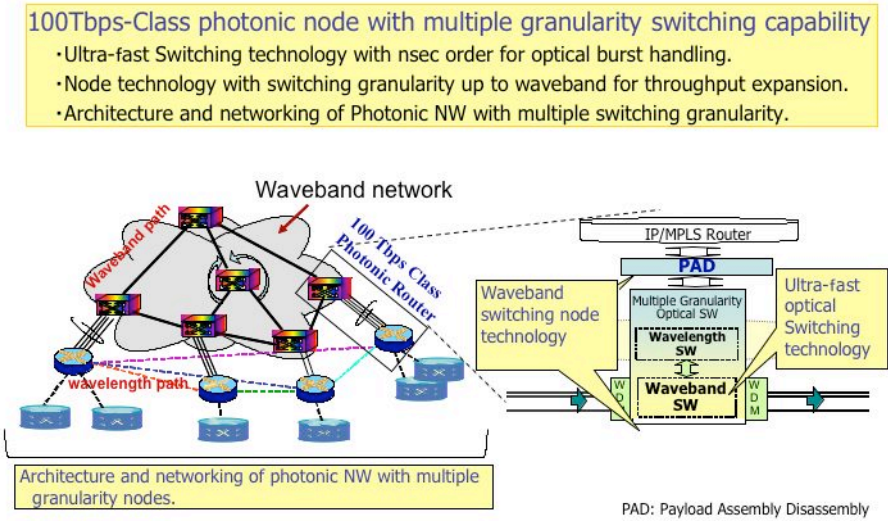 100Tbps-Class photonic node with multiple granularity switching capability
・Ultra-fast Switching technology with nsec order for optical burst handling.
・Node technology with switching granularity up to waveband for throughput expansion.
・Architecture and networking of Photonic NW with multiple switching granularity.
Waveband network
Waveband path
100 Tbps Class
Photonic Router
wavelength path
Architecture and networking of photonic NW with multiple
granularity nodes.
IP/MPLS Router
PAD
Waveband
switching node
technology
Multiple Granularity
Optical SW
Wavelength
SW
Ultra-fast
optical
Switching
technology
W
D
Waveband
SW
W
D
M
PAD: Payload Assembly Disassembly